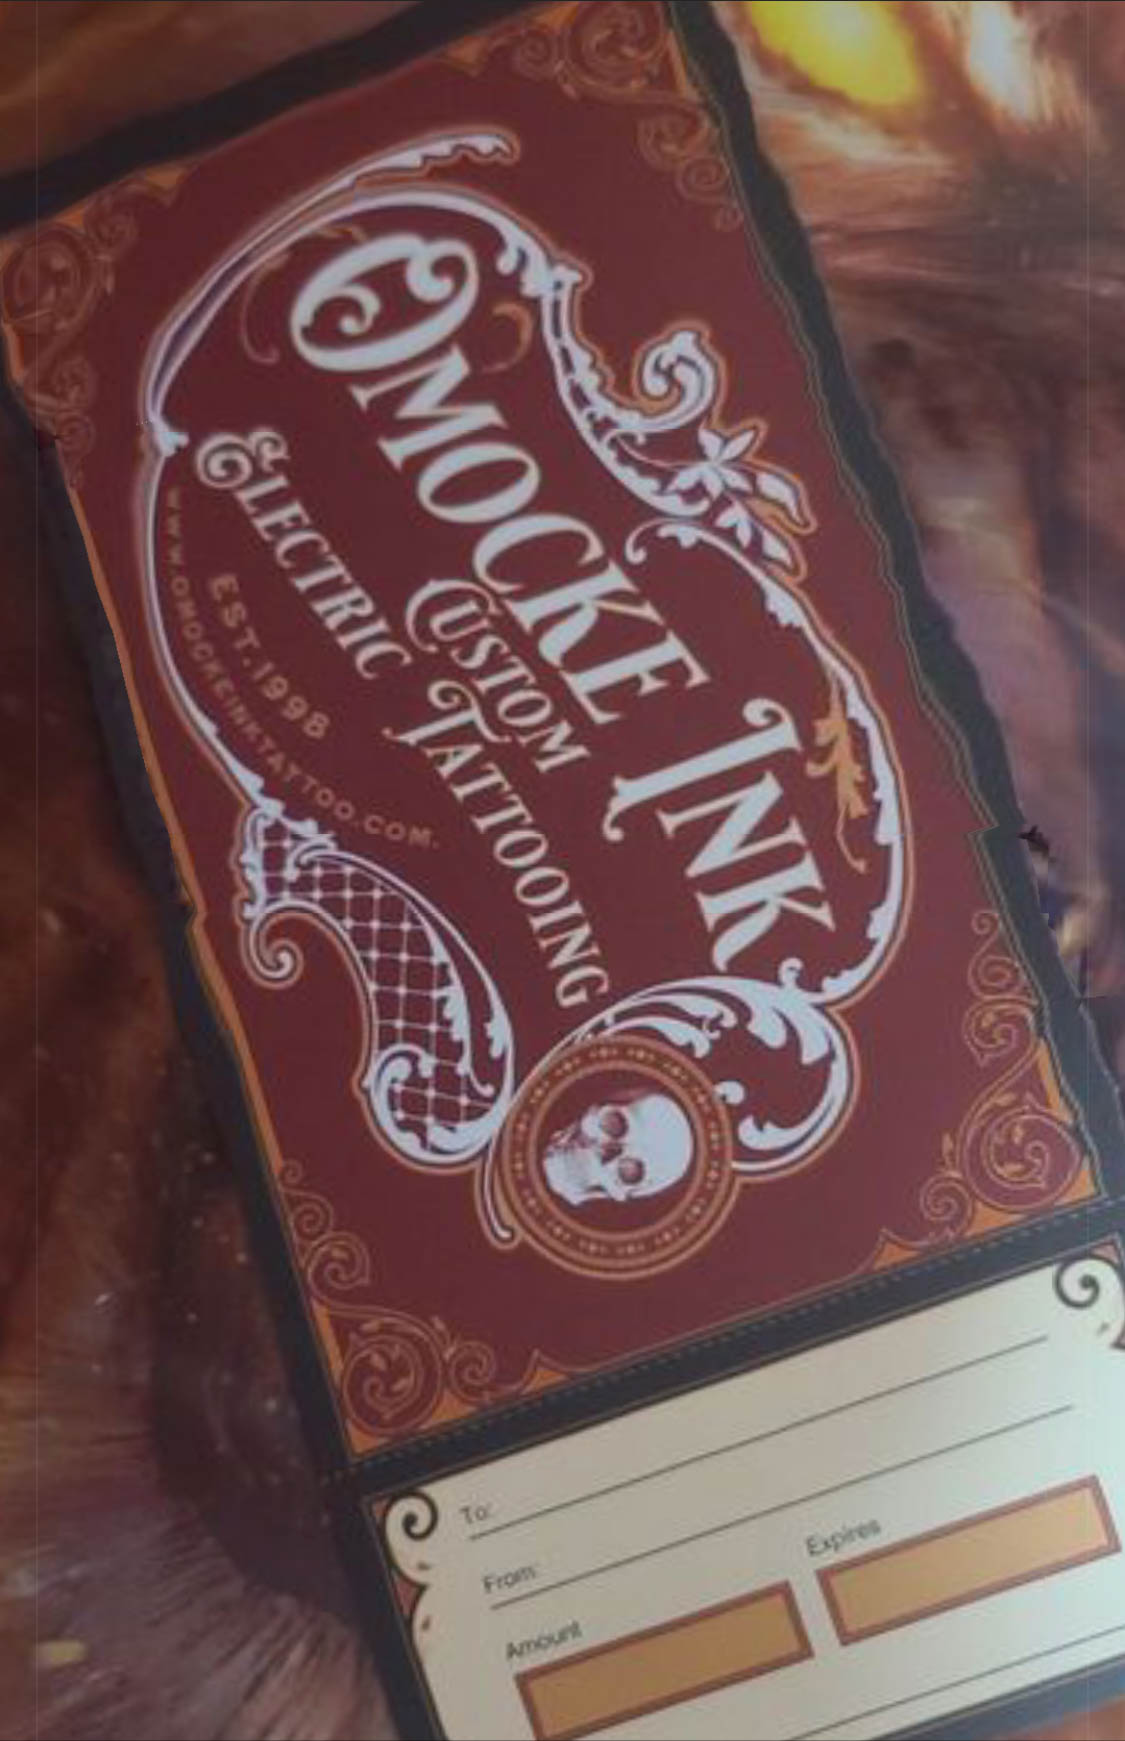 OMOCKE INK
CUSTOM
ELECTRIC TATTOOING
EST.1998
WWW.OMOCKEINKTATTOO.COM.
To:
From:
Amount
Expires